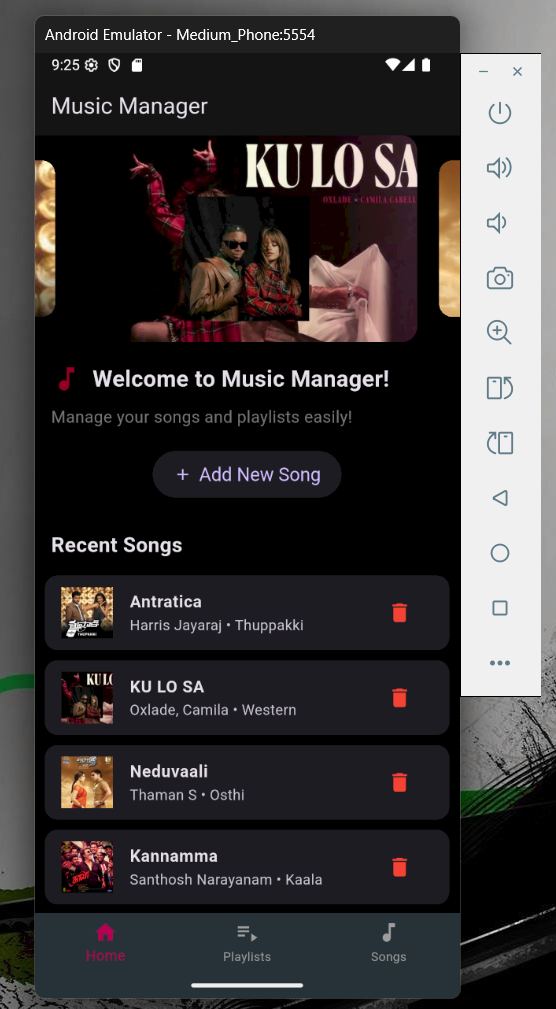 Android Emulator - Medium_Phone:5554
9:25
Music Manager
KU LO SA
OXLADE + CAMILA CABELL
Welcome to Music Manager!
Manage your songs and playlists easily!
+ Add New Song
Recent Songs
Antratica
Harris Jayaraj • Thuppakki
KU LO SA
Oxlade, Camila • Western
Neduvaali
Thaman S • Osthi
Kannamma
Santhosh Narayanam • Kaala
Home
Playlists
Songs